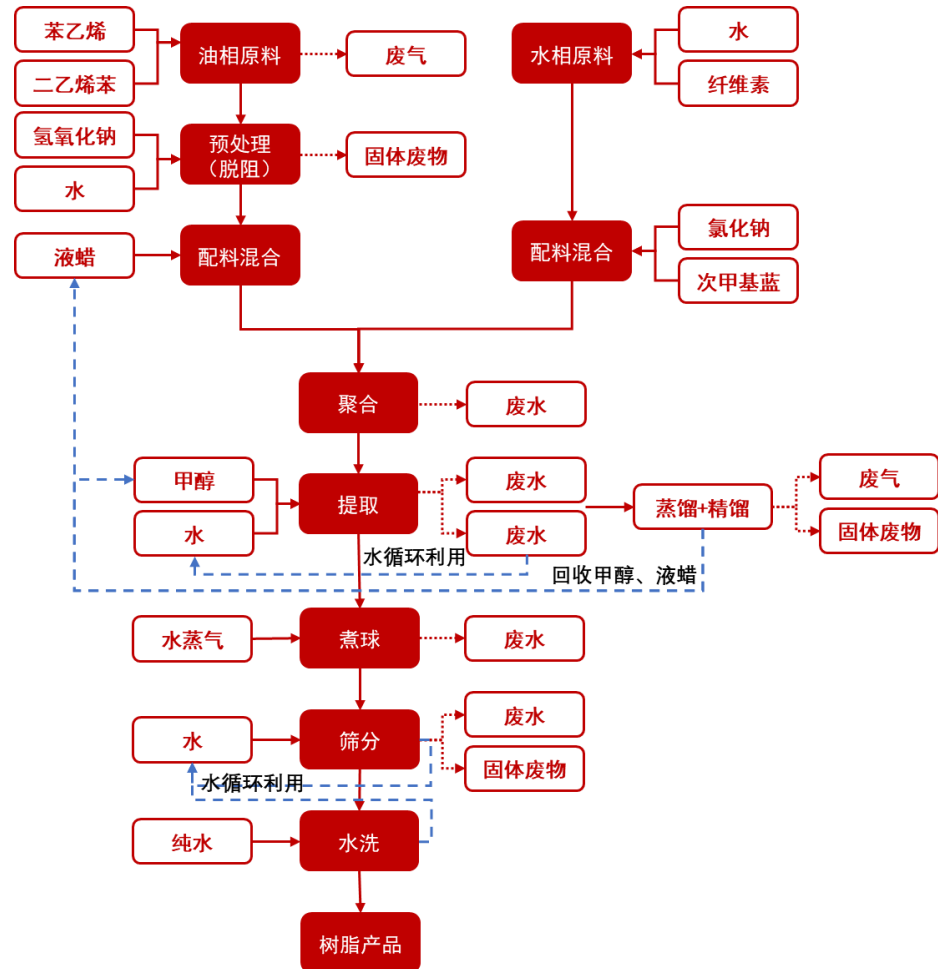 苯乙烯
油相原料
废气
水相原料
水
二乙烯苯
纤维素
氢氧化钠
预处理
（脱阻）
固体废物
水
液蜡
配料混合
配料混合
氯化钠
次甲基蓝
聚合
废水
甲醇
提取
废水
蒸馏+精馏
废气
水
废水
固体废物
水循环利用
回收甲醇、液蜡
水蒸气
煮球
废水
水
筛分
废水
固体废物
水循环利用
纯水
水洗
树脂产品